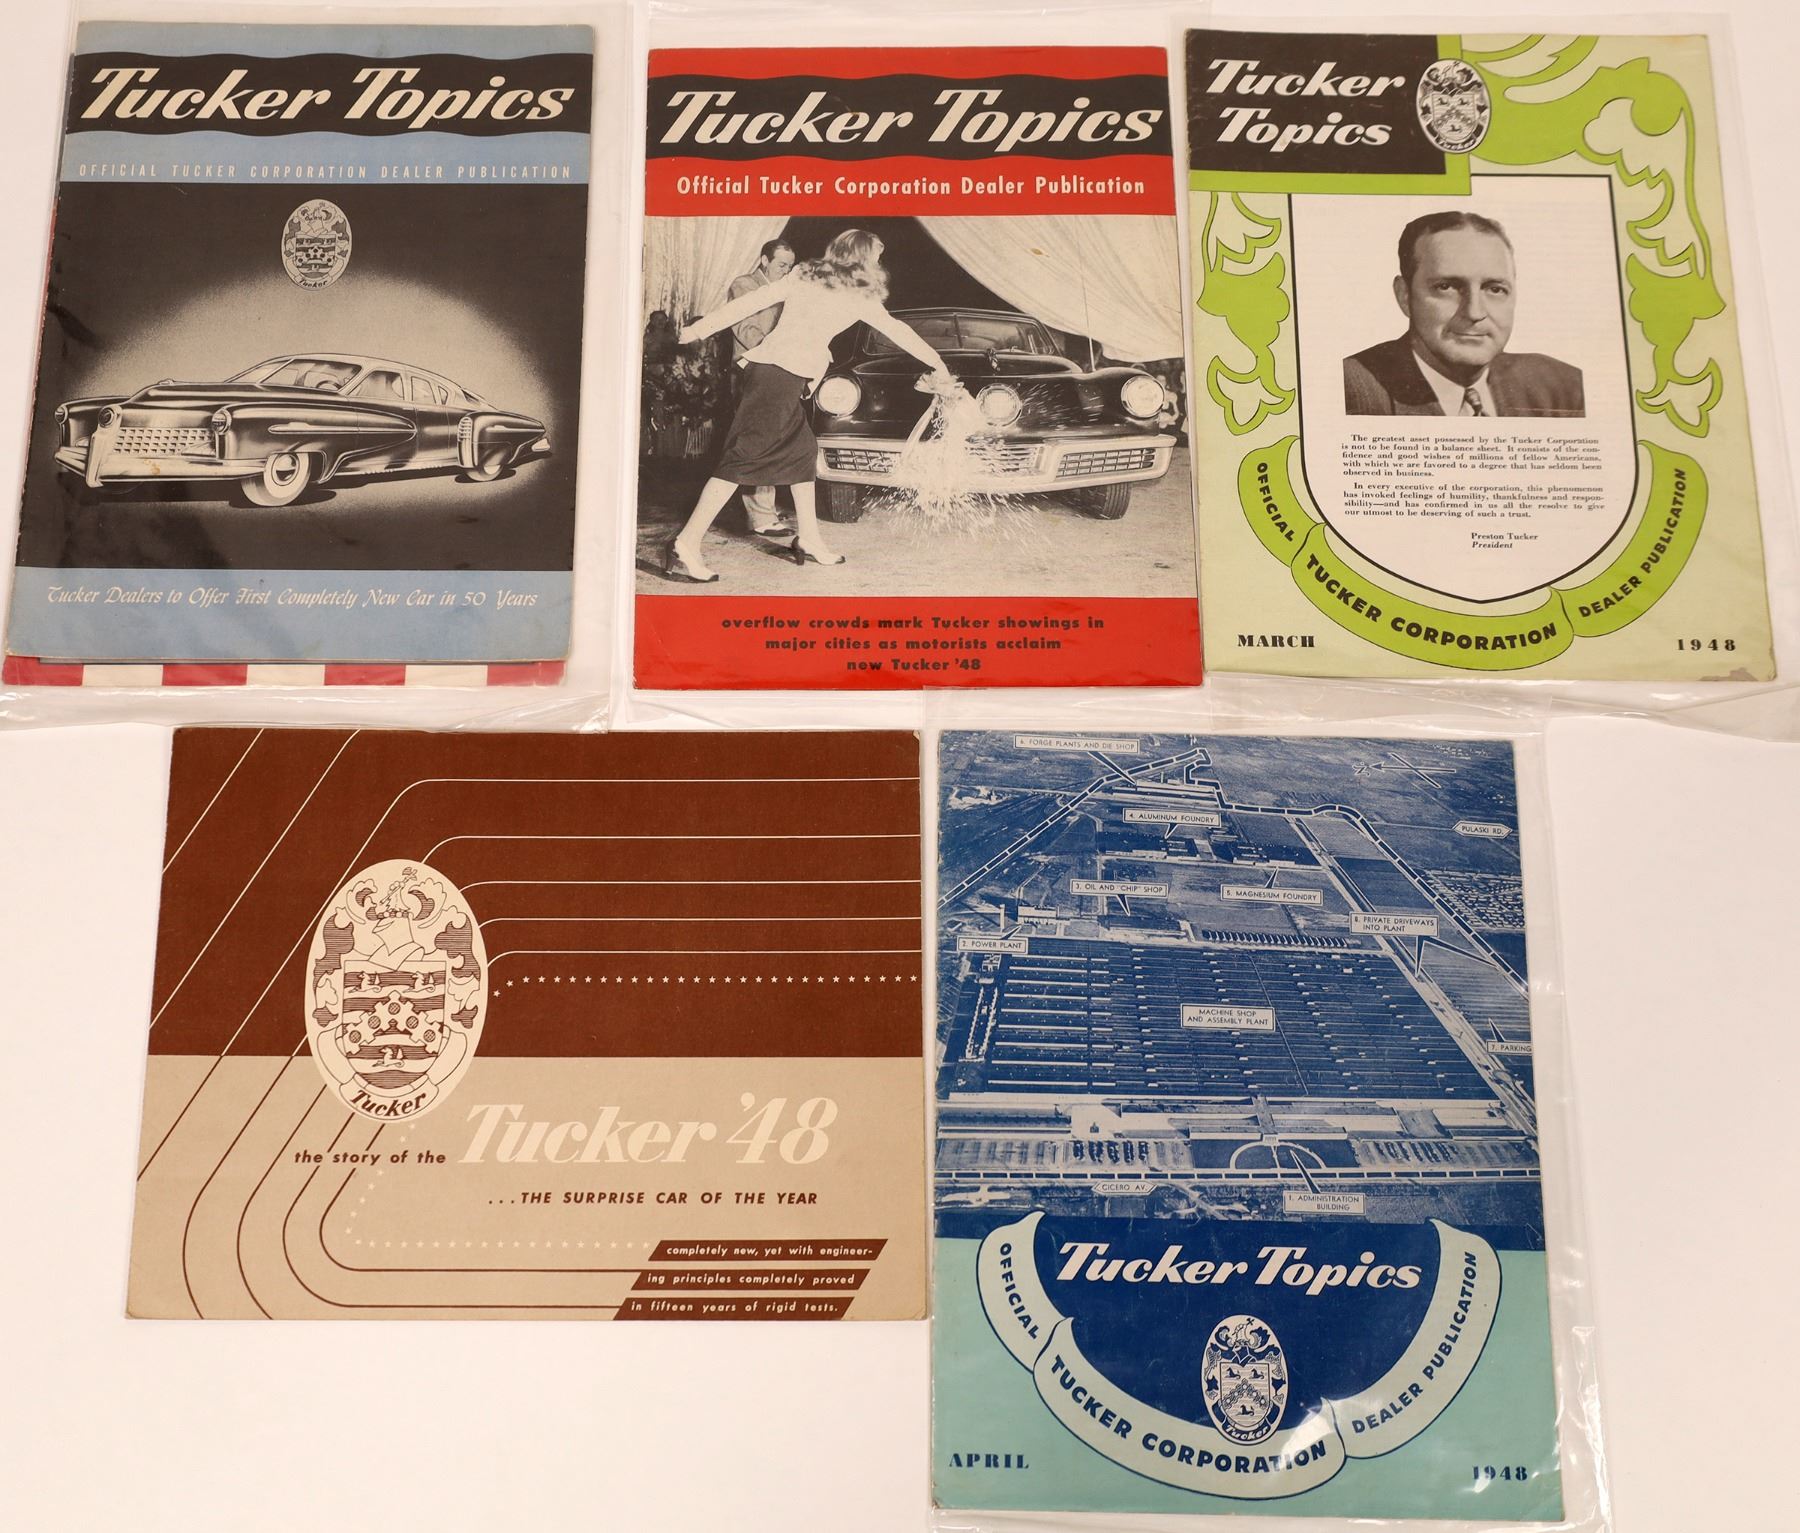 Tucker Topics
OFFICIAL TUCKER CORPORATION DEALER PUBLICATION
Tucker
Tucker Dealers to Offer First Completely New Car in 50 Years
Tucker Topics
Official Tucker Corporation Dealer Publication
overflow crowds mark Tucker showings in
major cities as motorists acclaim
new Tucker '48
Tucker
Topics
Tucker
The greatest asset possessed by the Tucker Corporation
is not to be found in a balance sheet. It consists of the con-
fidence and good wishes of millions of fellow Americans,
with which we are favored to a degree that has seldom been
observed in business.
In every executive of the corporation, this phenomenon
has invoked feelings of humility, thankfulness and respon-
sibility—and has confirmed in us all the resolve to give
our utmost to be deserving of such a trust.
Preston Tucker
President
OFFICIAL TUCKER CORPORATION DEALER PUBLICATION
MARCH 1948
Tucker
the story of the Tucker '48
...THE SURPRISE CAR OF THE YEAR
completely new, yet with engineer-
ing principles completely proved
in fifteen years of rigid tests.
6. FORGE PLANTS AND DIE SHOP
N
PULASKI RD.
4. ALUMINUM FOUNDRY
3. OIL AND "CHIP" SHOP
5. MAGNESIUM FOUNDRY
8. PRIVATE DRIVEWAYS
INTO PLANT
2. POWER PLANT
MACHINE SHOP
AND ASSEMBLY PLANT
7. PARKING
CICERO AV.
1. ADMINISTRATION
BUILDING
Tucker Topics
Tucker
OFFICIAL TUCKER CORPORATION DEALER PUBLICATION
APRIL 1948